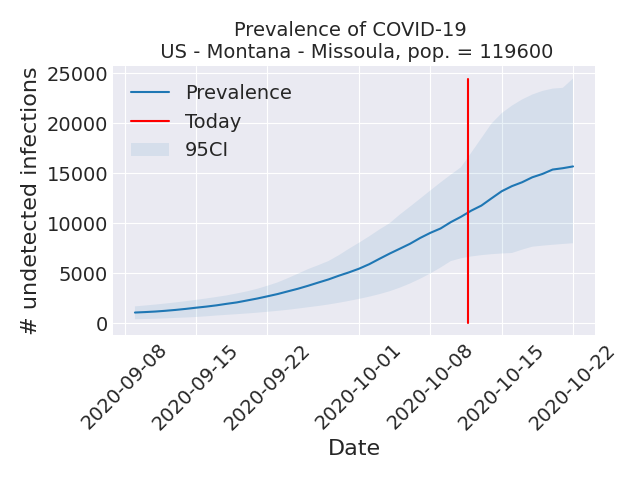 Prevalence of COVID-19
US - Montana - Missoula, pop. = 119600
# undetected infections
25000
20000
15000
10000
5000
0
Prevalence
Today
95CI
2020-09-08
2020-09-15
2020-09-22
2020-10-01
2020-10-08
2020-10-15
2020-10-22
Date